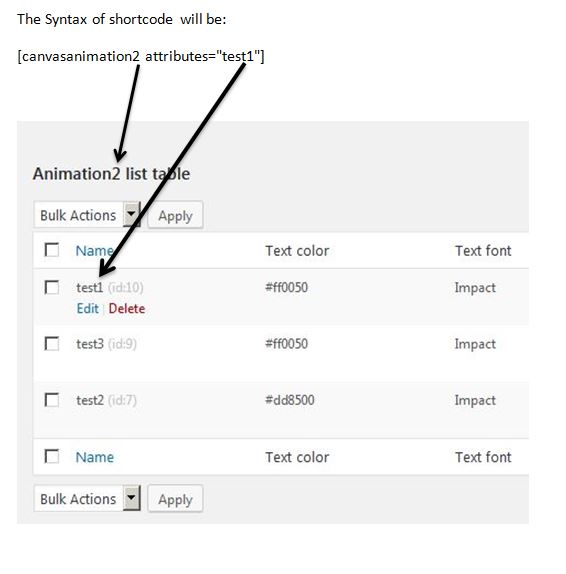 The Syntax of shortcode will be:
[canvasanimation2 attributes="test1"]
Animation2 list table
Bulk Actions Apply
Name Text color Text font
test1 (id:10) #ff0050 Impact
Edit | Delete
test3 (id:9) #ff0050 Impact
test2 (id:7) #dd8500 Impact
Name Text color Text font
Bulk Actions Apply